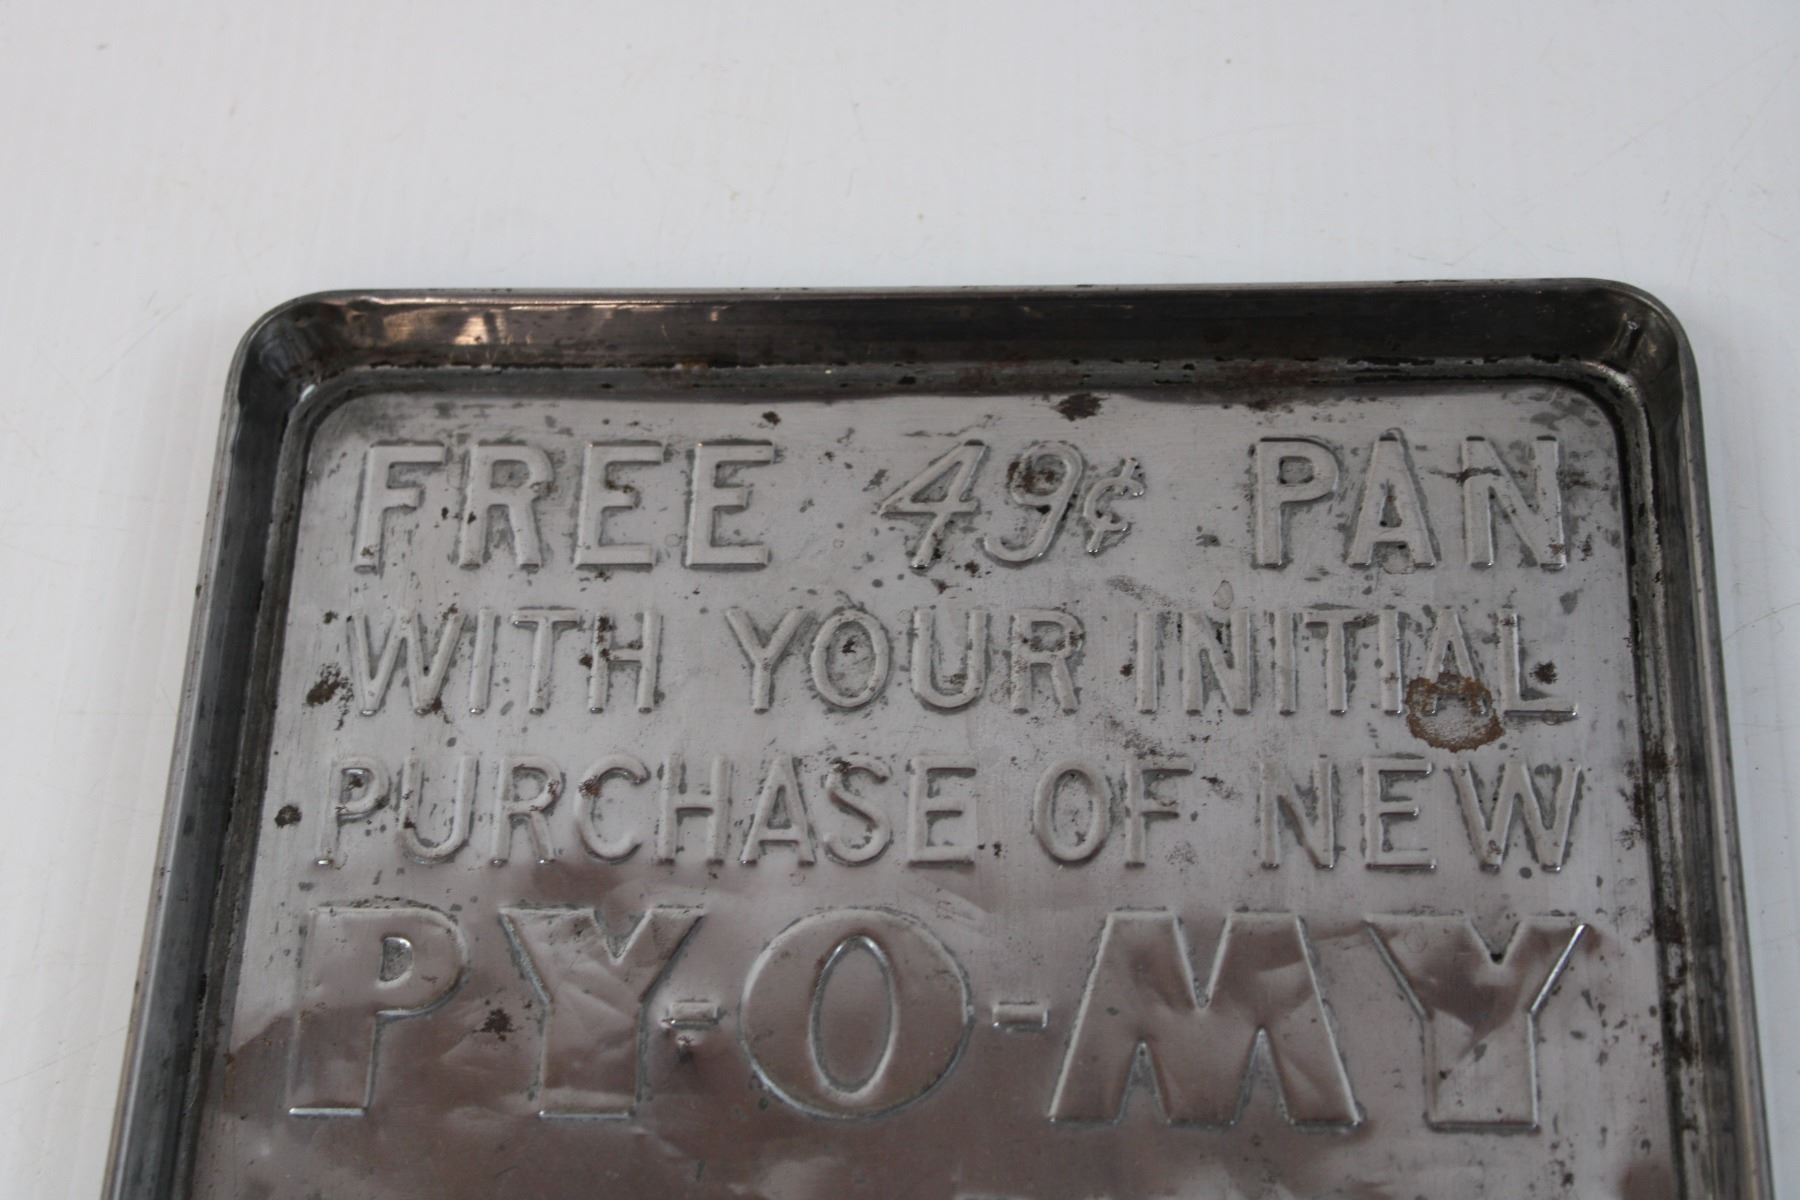 FREE 49¢ PAN
WITH YOUR INITIAL
PURCHASE OF NEW
PY-O-MY